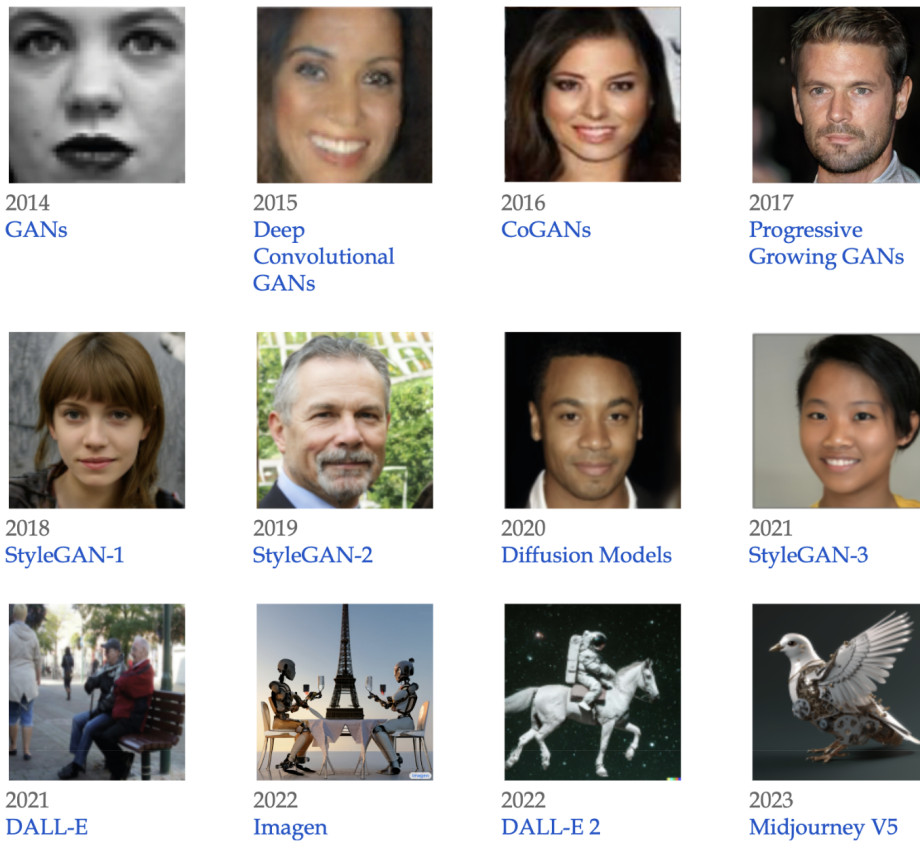 2014
GANs
2015
Deep
Convolutional
GANs
2016
CoGANs
2017
Progressive
Growing GANs
2018
StyleGAN-1
2019
StyleGAN-2
2020
Diffusion Models
2021
StyleGAN-3
2021
DALL-E
Imagen
2022
Imagen
2022
DALL-E 2
2023
Midjourney V5